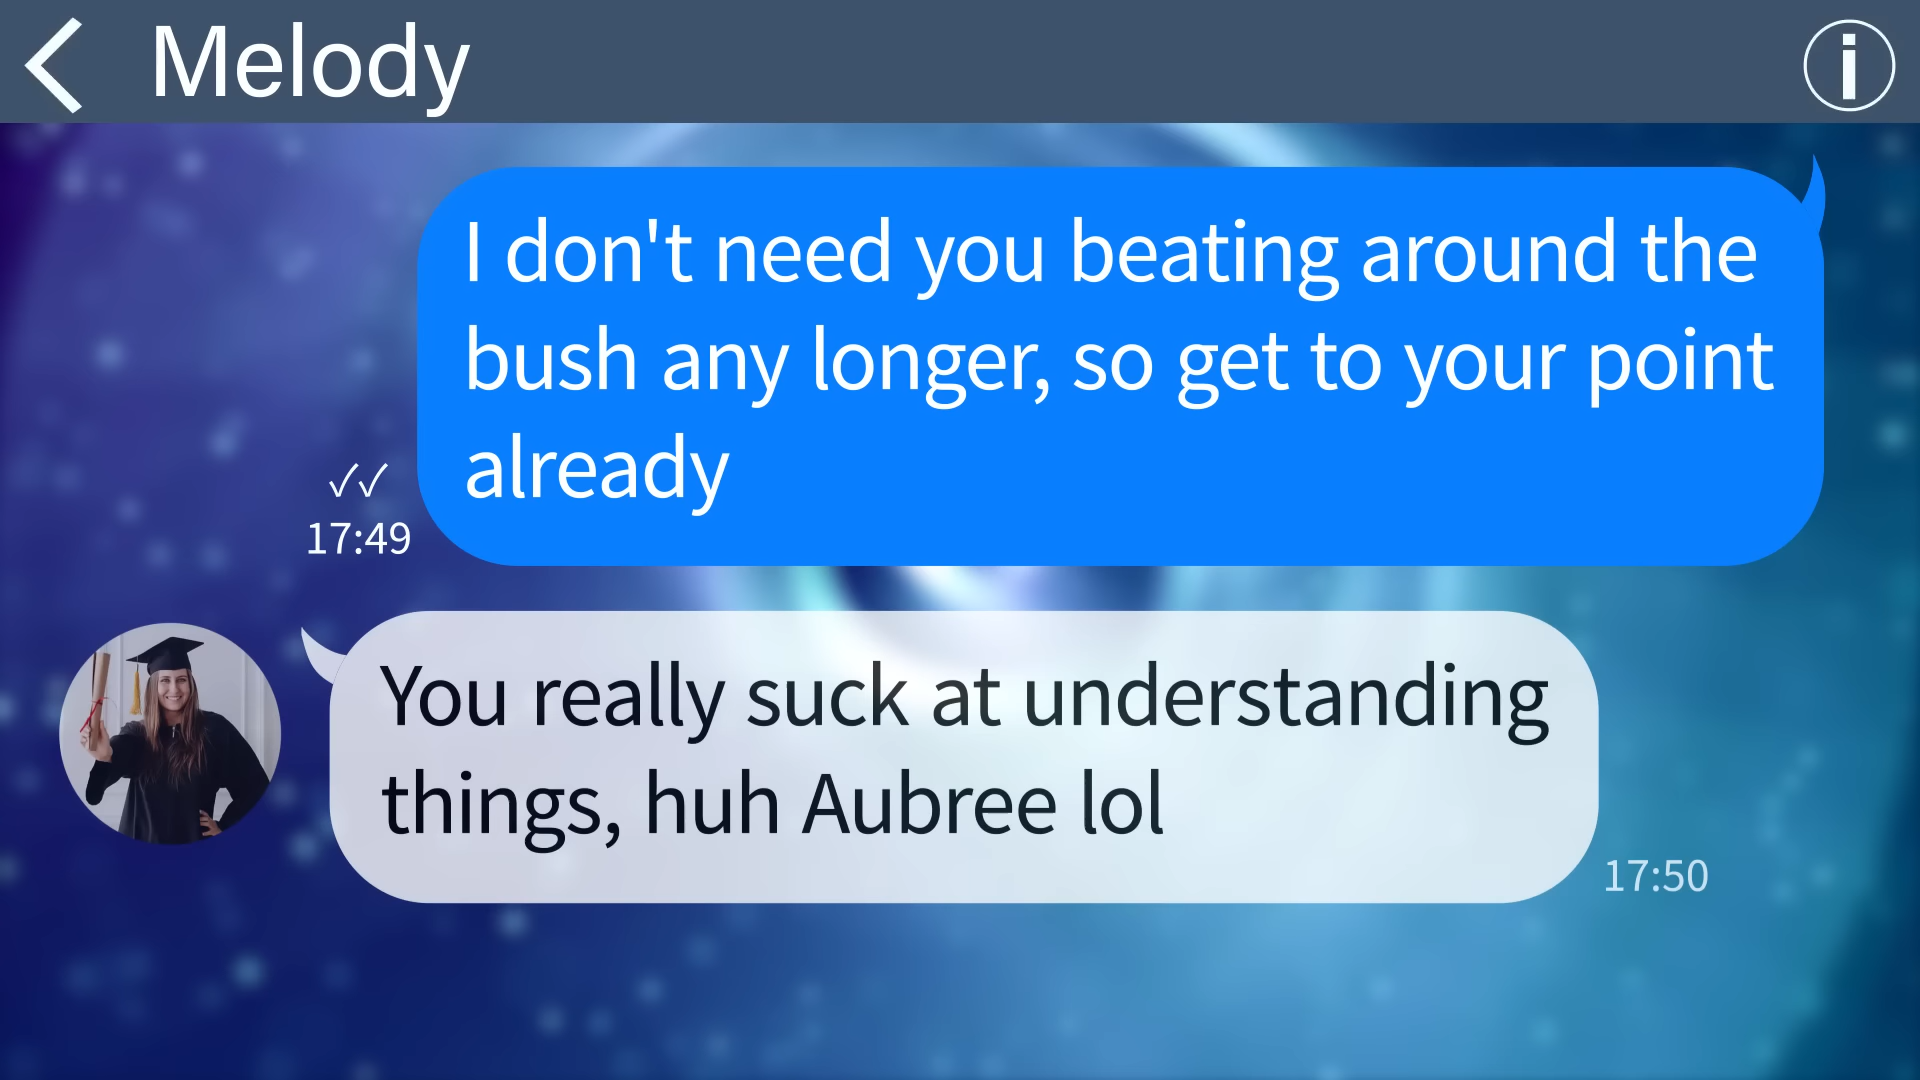 Melody
I don't need you beating around the
bush any longer, so get to your point
already
✓✓
17:49
You really suck at understanding
things, huh Aubree lol
17:50